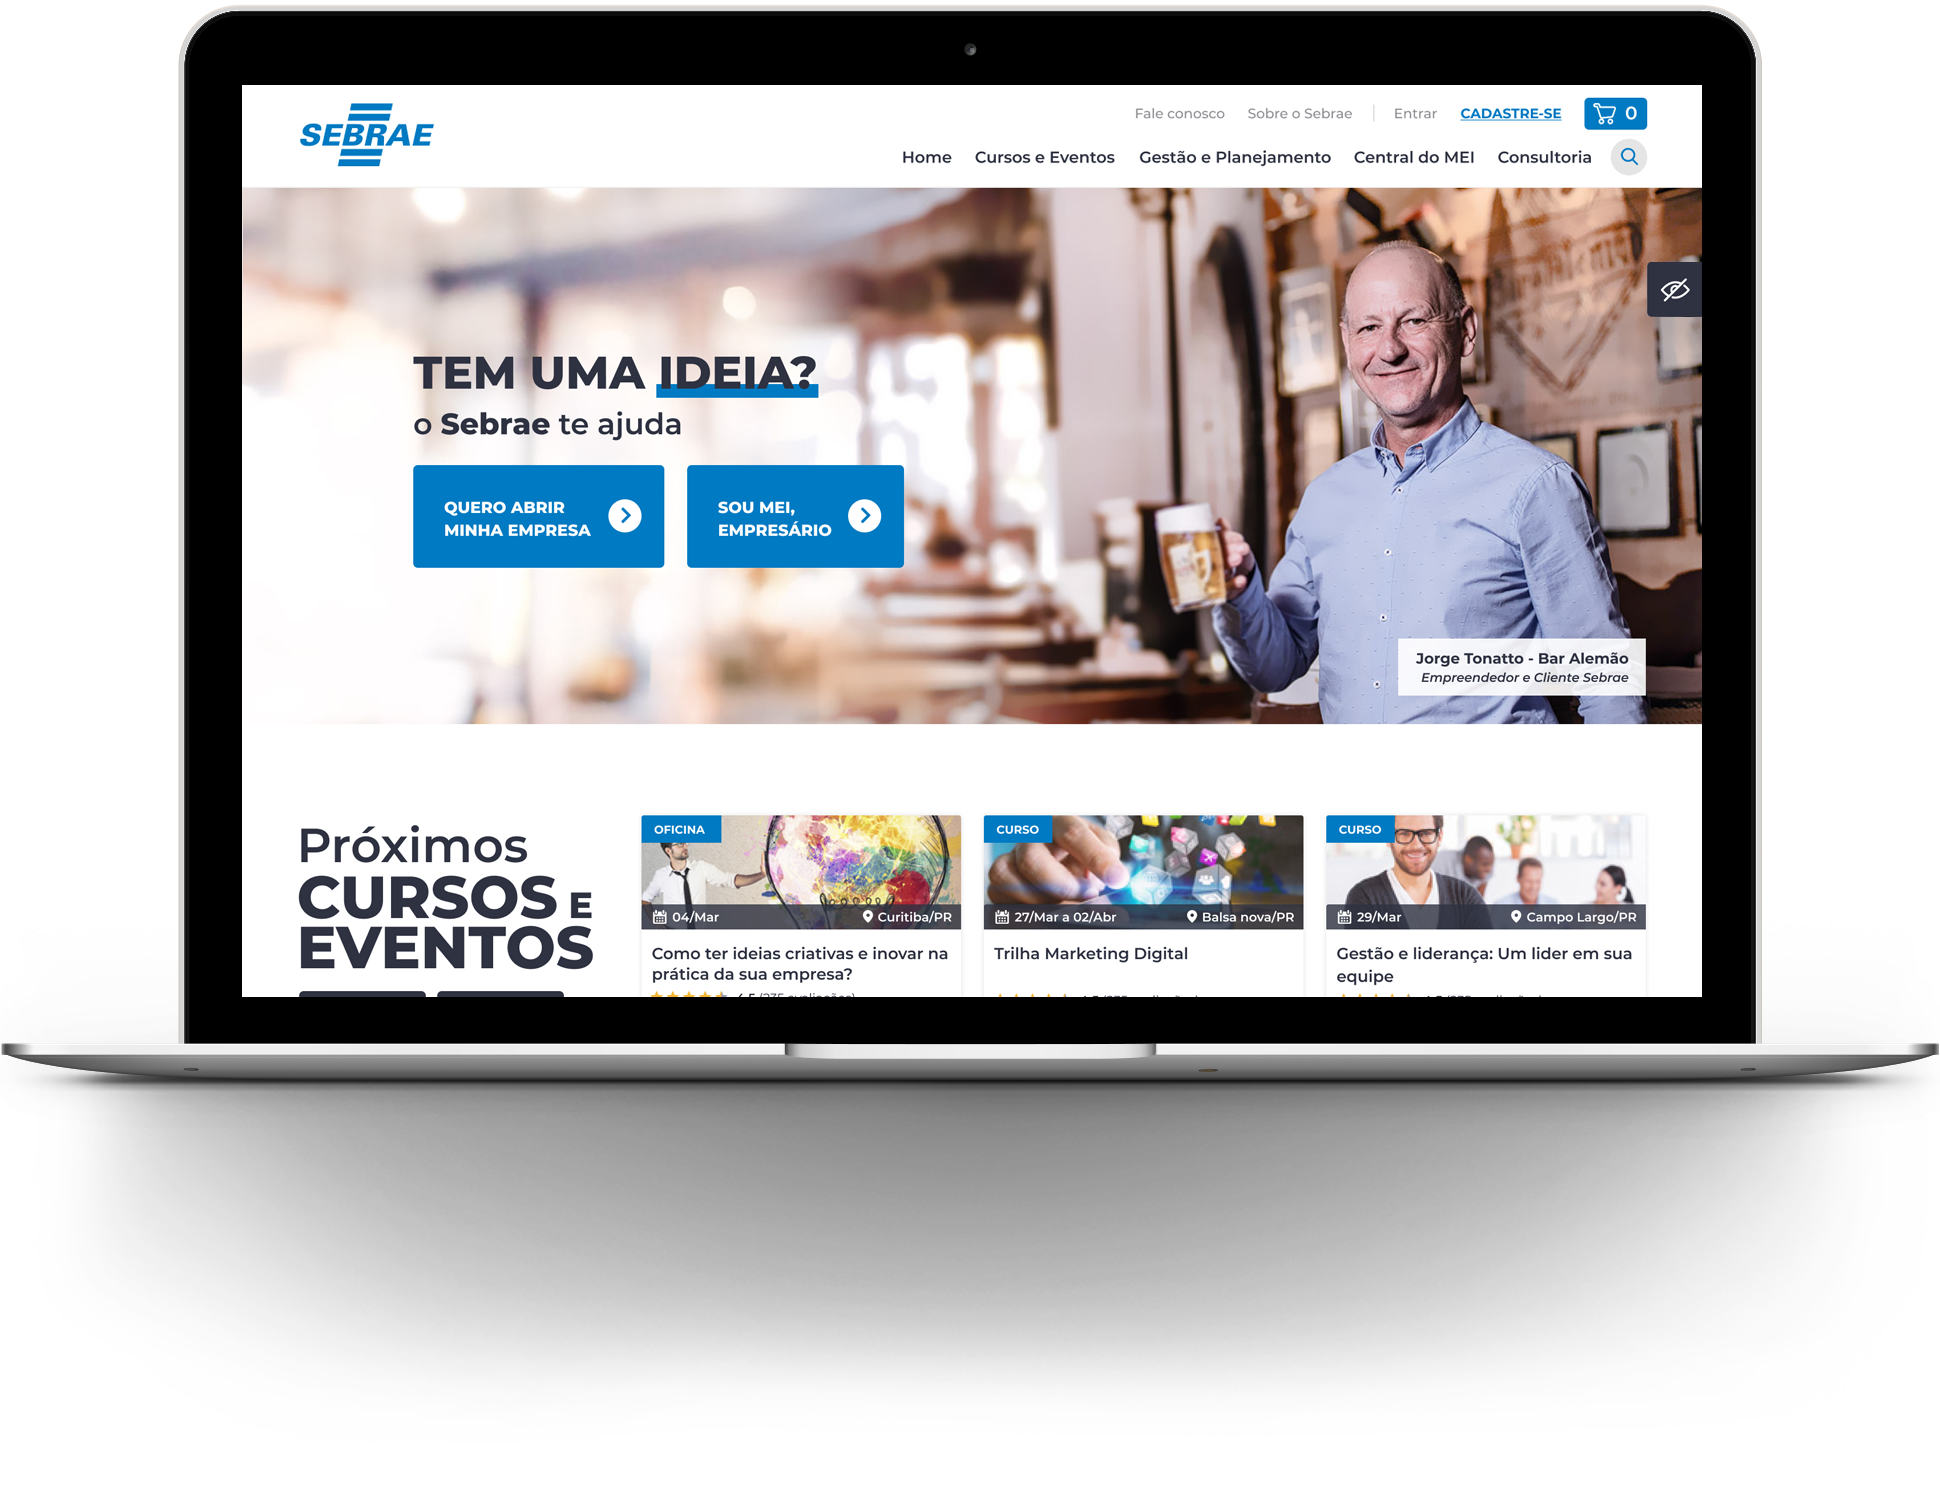 SEBRAE
Fale conosco
Sobre o Sebrae
Entrar
CADASTRE-SE
0
Home
Cursos e Eventos
Gestão e Planejamento
Central do MEI
Consultoria
TEM UMA IDEIA?
o Sebrae te ajuda
QUERO ABRIR
MINHA EMPRESA
SOU MEI,
EMPRESÁRIO
Jorge Tonatto - Bar Alemão
Empreendedor e Cliente Sebrae
Próximos
CURSOS E
EVENTOS
OFICINA
04/Mar
Curitiba/PR
Como ter ideias criativas e inovar na
prática da sua empresa?
CURSO
27/Mar a 02/Abr
Balsa nova/PR
Trilha Marketing Digital
CURSO
29/Mar
Campo Largo/PR
Gestão e liderança: Um lider em sua
equipe